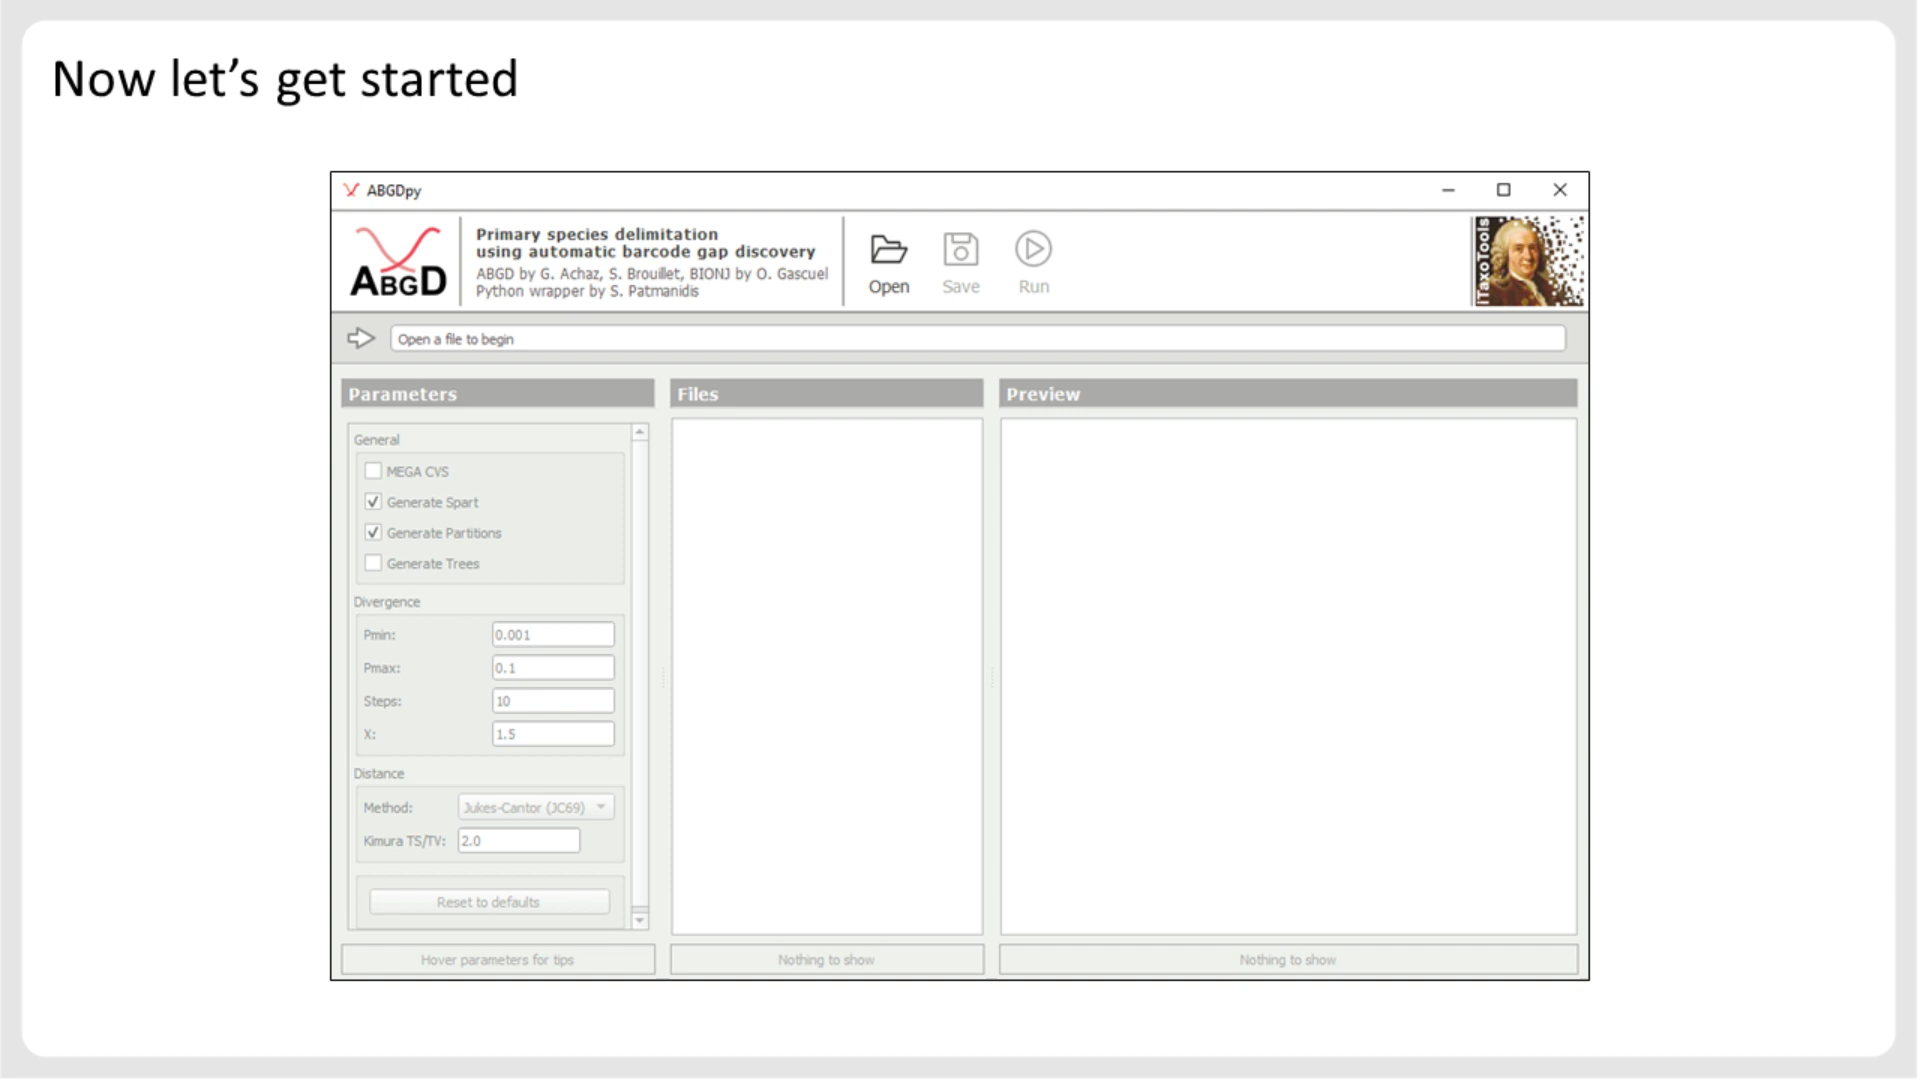 Now let’s get started
ABGDpy
ABGD
Primary species delimitation
using automatic barcode gap discovery
ABGD by G. Achaz, S. Brouillet, BIONJ by O. Gascuel
Python wrapper by S. Patmanidis
Open
Save
Run
iTaxoTools
Open a file to begin
Parameters
Files
Preview
General
MEGA CVS
Generate Spart
Generate Partitions
Generate Trees
Divergence
Pmin: 0.001
Pmax: 0.1
Steps: 10
X: 1.5
Distance
Method: Jukes-Cantor (JC69)
Kimura TS/TV: 2.0
Reset to defaults
Hover parameters for tips
Nothing to show
Nothing to show